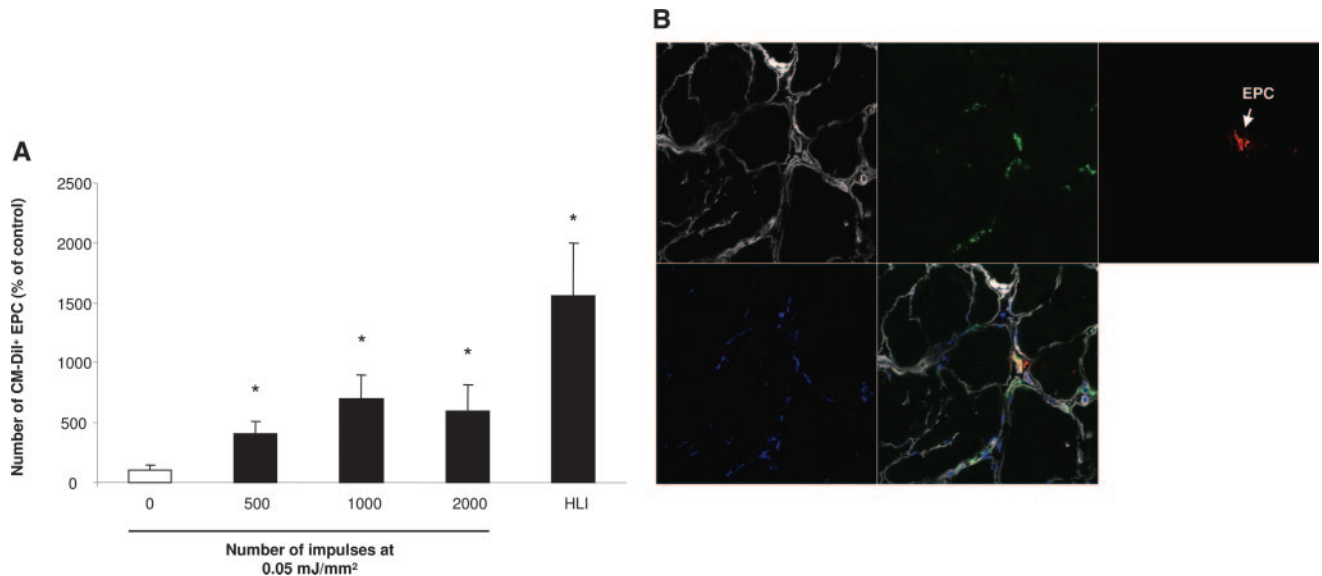 A
Number of CM-DiI+ EPC (% of control)
2500
2000
1500
1000
500
0
*
*
*
*
0 500 1000 2000 HLI
Number of impulses at
0.05 mJ/mm²
B
EPC